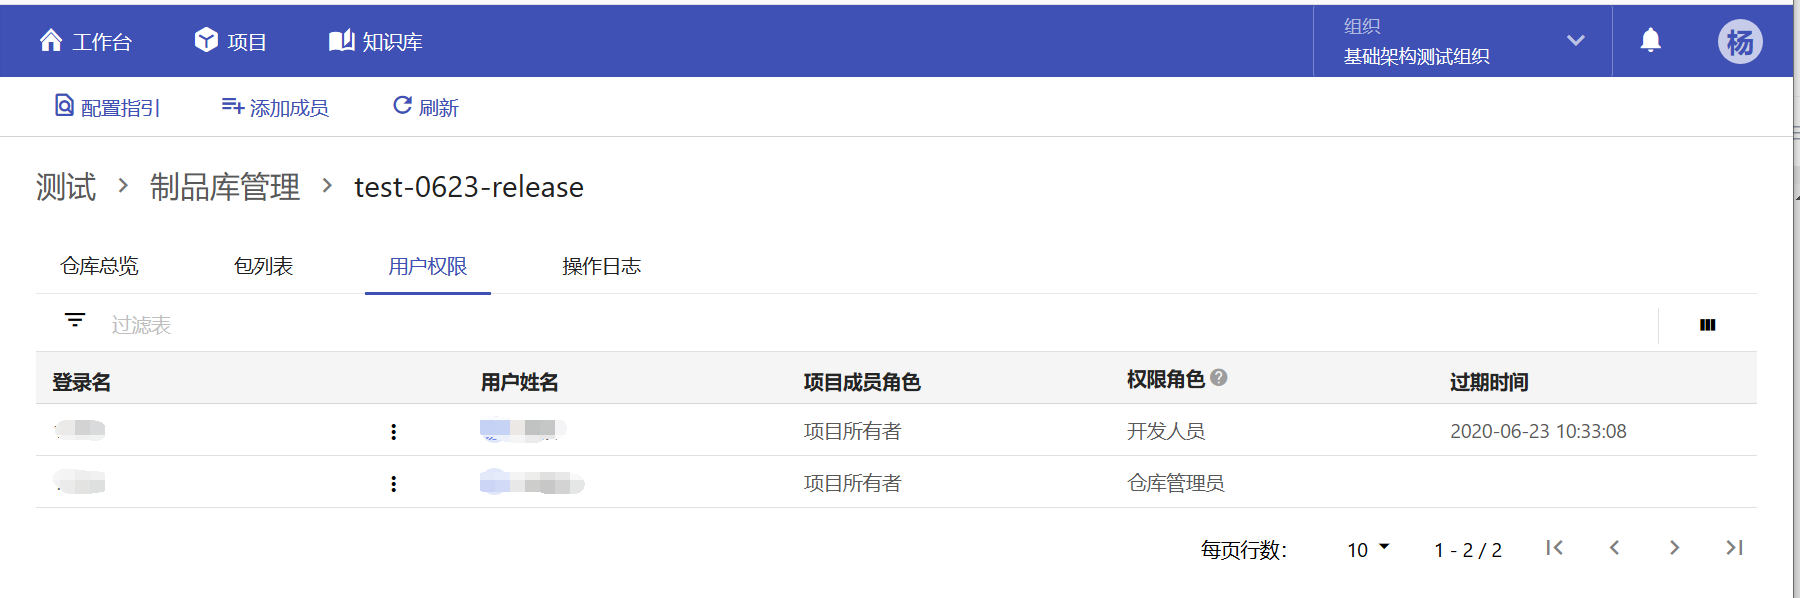 工作台 项目 知识库 组织
基础架构测试组织 杨
配置指引 添加成员 刷新
测试 > 制品库管理 > test-0623-release
仓库总览 包列表 用户权限 操作日志
过滤表
登录名 用户姓名 项目成员角色 权限角色 ? 过期时间
项目所有者 开发人员 2020-06-23 10:33:08
项目所有者 仓库管理员
每页行数： 10 1 - 2 / 2